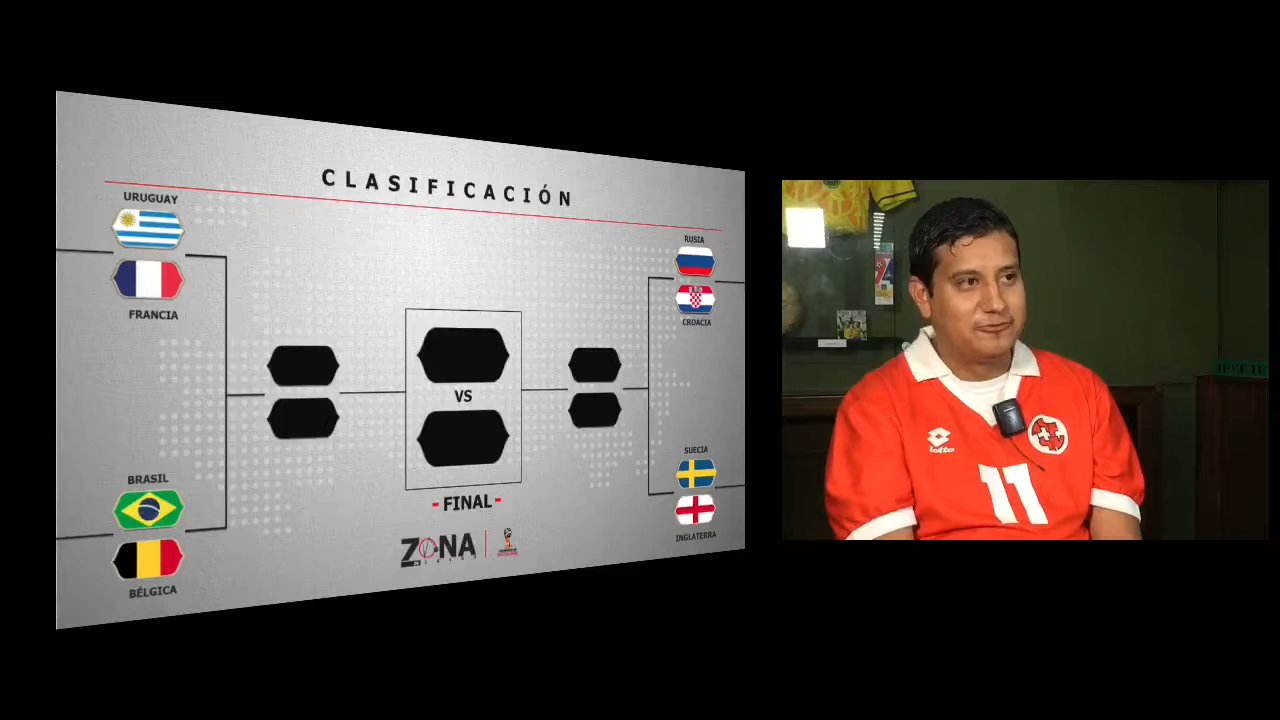 CLASIFICACIÓN
URUGUAY
FRANCIA
BRASIL
BÉLGICA
VS
- FINAL -
ZONA
RUSIA
CROACIA
SUECIA
INGLATERRA
lotto
11